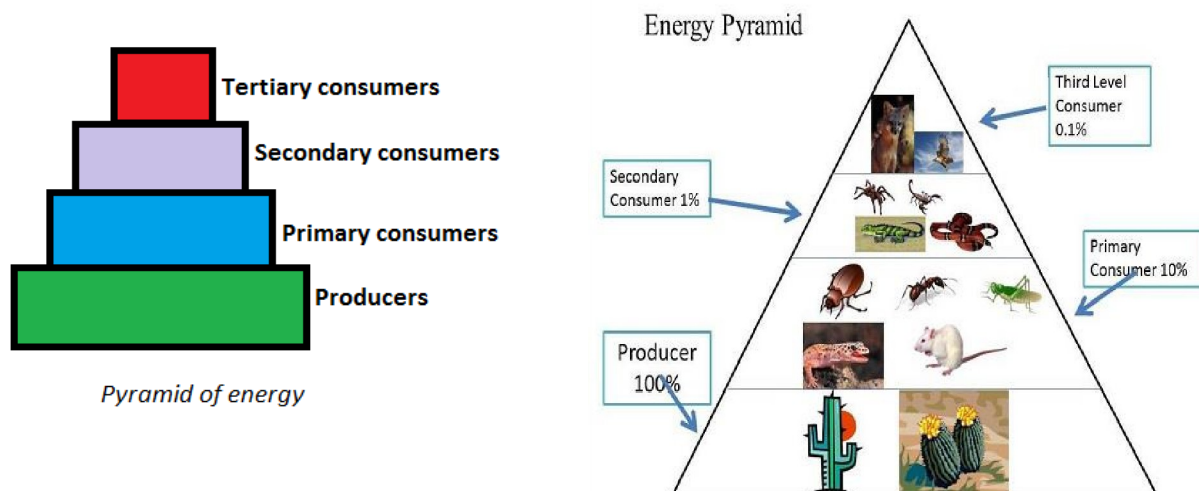 Tertiary consumers
Secondary consumers
Primary consumers
Producers
Pyramid of energy
Energy Pyramid
Third Level
Consumer
0.1%
Secondary
Consumer 1%
Primary
Consumer 10%
Producer
100%